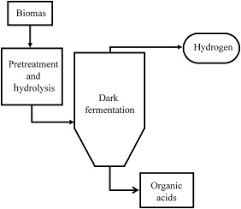 Biomas
Hydrogen
Pretreatment
and
hydrolysis
Dark
fermentation
Organic
acids